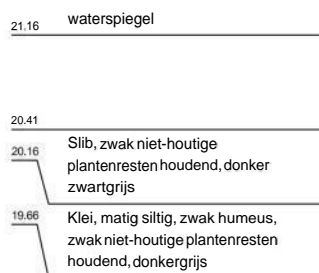 21.16 waterspiegel
20.41
20.16 Slib, zwak niet-houtige
plantenresten houdend, donker
zwartgrijs
19.66 Klei, matig siltig, zwak humeus,
zwak niet-houtige plantenresten
houdend, donkergrijs